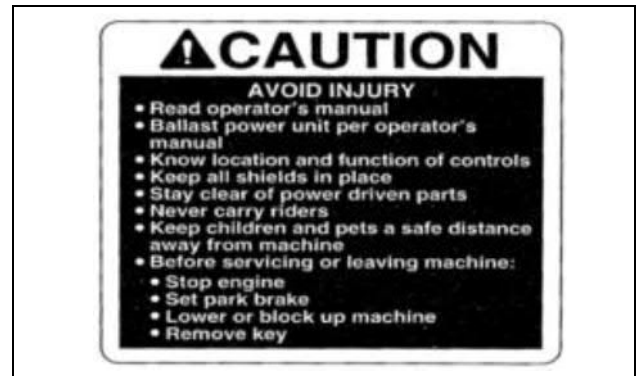 ⚠CAUTION
AVOID INJURY
• Read operator's manual
• Ballast power unit per operator's
manual
• Know location and function of controls
• Keep all shields in place
• Stay clear of power driven parts
• Never carry riders
• Keep children and pets a safe distance
away from machine
• Before servicing or leaving machine:
• Stop engine
• Set park brake
• Lower or block up machine
• Remove key